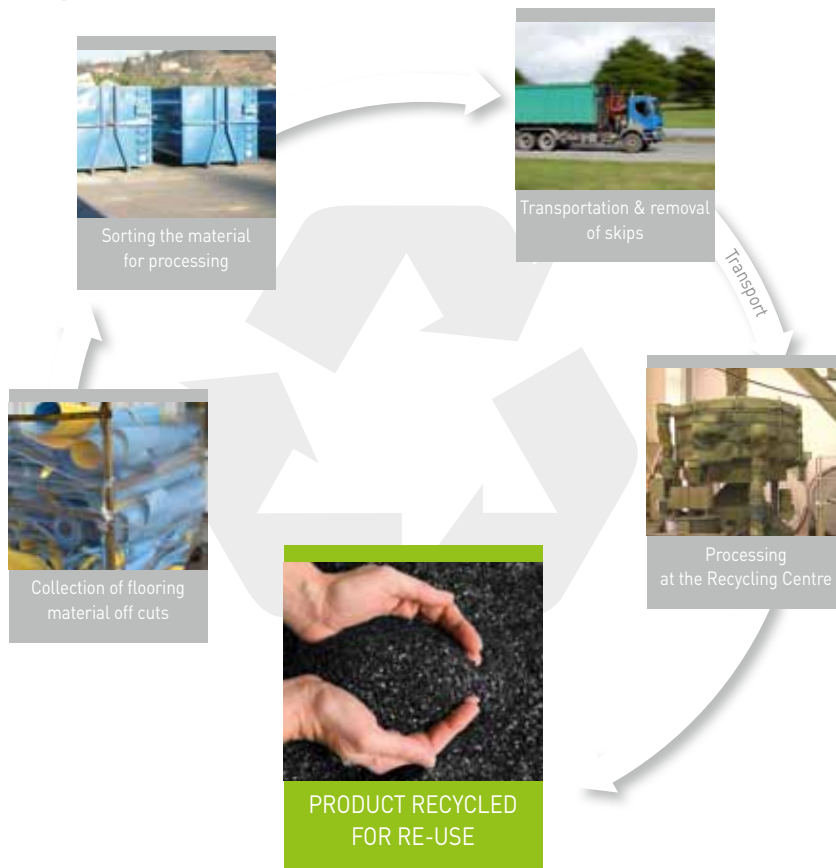 Sorting the material
for processing
Transportation & removal
of skips
Transport
Collection of flooring
material off cuts
Processing
at the Recycling Centre
PRODUCT RECYCLED
FOR RE-USE